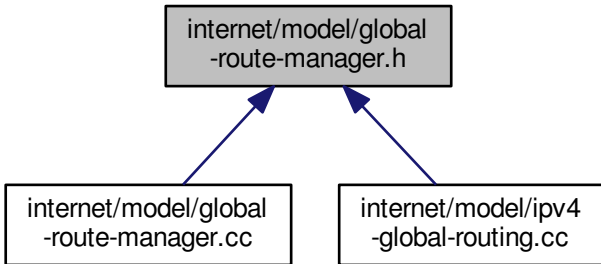 internet/model/global
-route-manager.h
internet/model/global
-route-manager.cc
internet/model/ipv4
-global-routing.cc